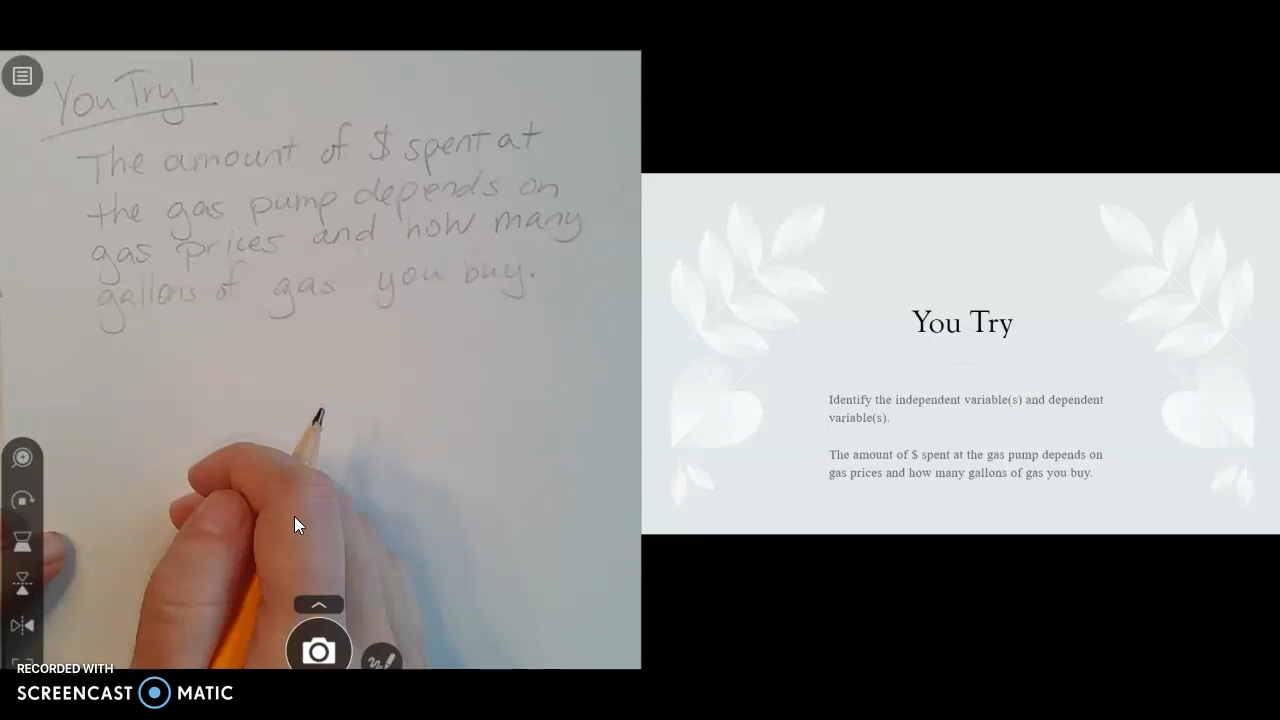 You Try!
The amount of $ spent at
the gas pump depends on
gas prices and how many
gallons of gas you buy.
You Try
Identify the independent variable(s) and dependent
variable(s).
The amount of $ spent at the gas pump depends on
gas prices and how many gallons of gas you buy.
RECORDED WITH
SCREENCAST MATIC